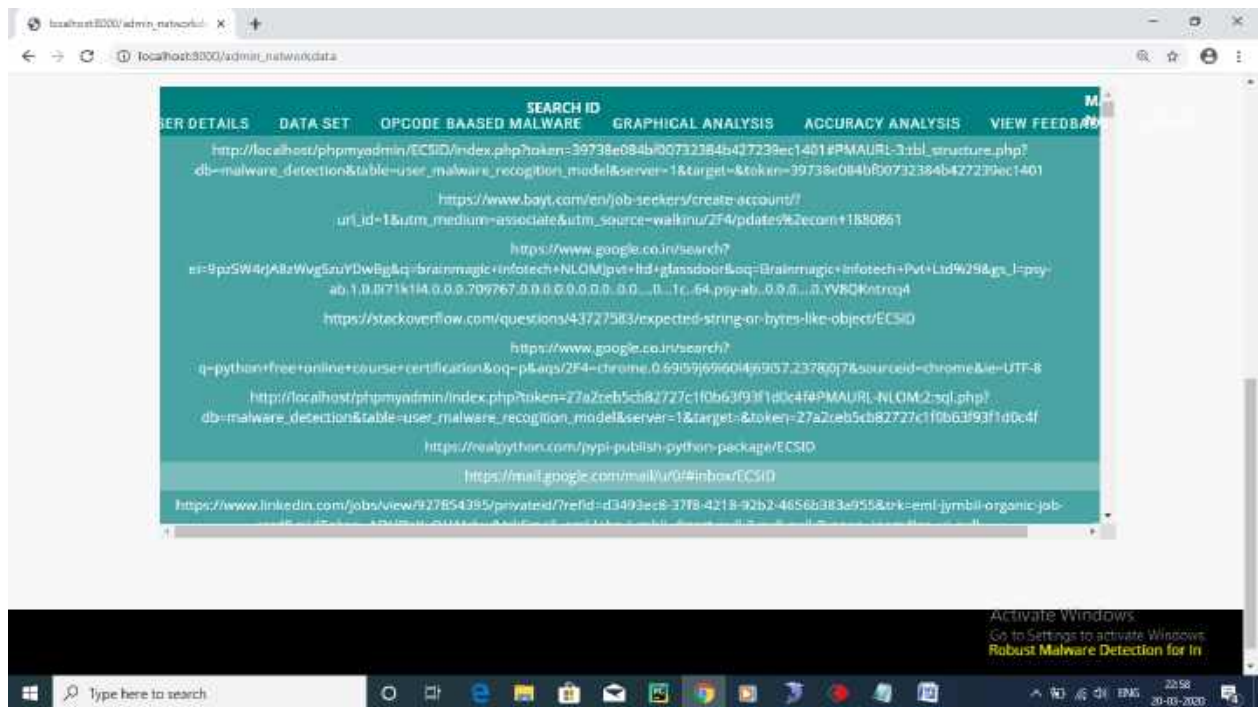 localhost:8000/admin_networkdata
SEARCH ID
SER DETAILS DATA SET OPCODE BAASED MALWARE GRAPHICAL ANALYSIS ACCURACY ANALYSIS VIEW FEEDBA
http://localhost/phpmyadmin/ECSID/index.php?token=39738e084bf00732384b427239ec1401#PMAURL-3:tbl_structure.php?
db=malware_detection&table=user_malware_recogition_model&server=1&target=&token=39738e084bf00732384b427239ec1401
https://www.bayt.com/en/job-seekers/create-account/?
url_id=1&utm_medium=associate&utm_source=walkinu/2F4/pdates%2ecom+1880861
https://www.google.co.in/search?
https://stackoverflow.com/questions/43727583/expected-string-or-bytes-like-object/ECSID
https://www.google.co.in/search?
q=python+free+online+course+certification&oq=p&aqs/2F4=chrome.0.69i59j69i60l4j69i57.2378j0j7&sourceid=chrome&ie=UTF-8
http://localhost/phpmyadmin/index.php?token=27a2ceb5cb82727c1f0b63f93f1d0c4f#PMAURL-NLOM:2:sql.php?
db=malware_detection&table=user_malware_recogition_model&server=1&target=&token=27a2ceb5cb82727c1f0b63f93f1d0c4f
https://realpython.com/pypi-publish-python-package/ECSID
https://mail.google.com/mail/u/0/#inbox/ECSID
https://www.linkedin.com/jobs/view/927854395/privateid/?refId=d3493ec8-37f8-4218-92b2-4656b383a955&trk=eml-jymbii-organic-job-
Activate Windows
Go to Settings to activate Windows.
Robust Malware Detection for In
Type here to search
ENG
22:58
20-03-2020